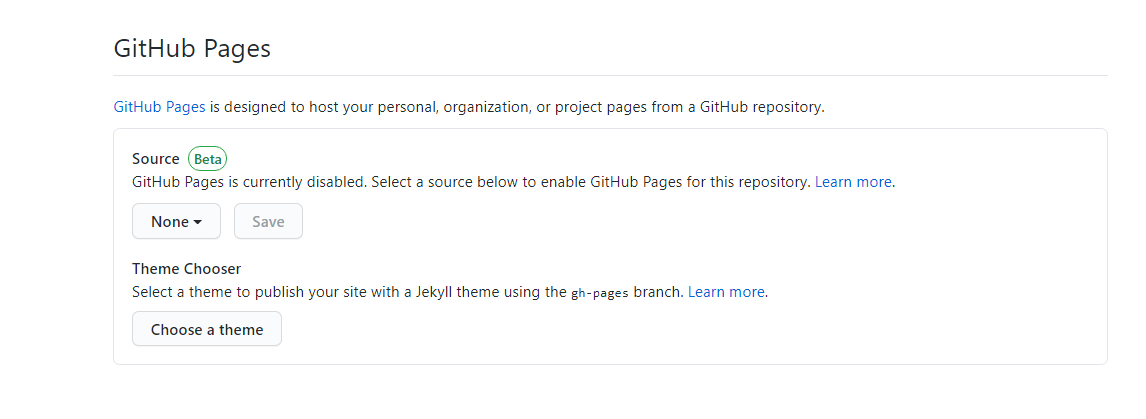 GitHub Pages
GitHub Pages is designed to host your personal, organization, or project pages from a GitHub repository.
Source Beta
GitHub Pages is currently disabled. Select a source below to enable GitHub Pages for this repository. Learn more.
None Save
Theme Chooser
Select a theme to publish your site with a Jekyll theme using the gh-pages branch. Learn more.
Choose a theme